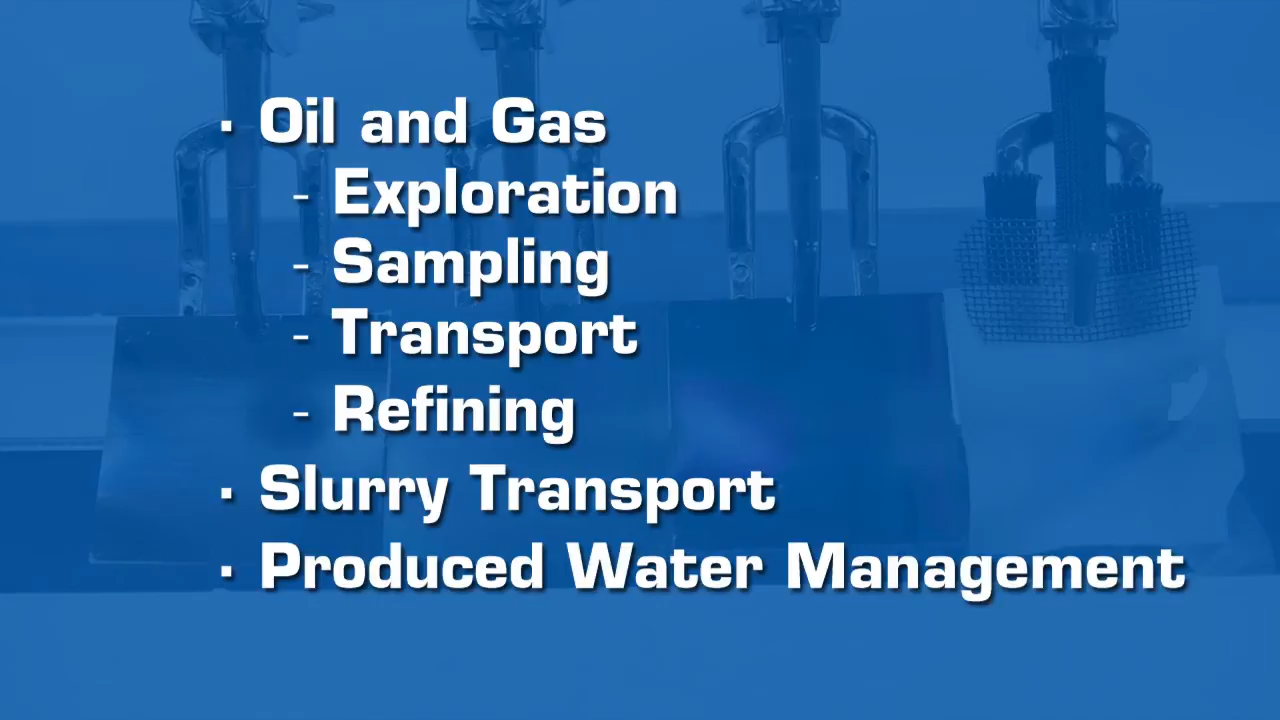 · Oil and Gas
- Exploration
- Sampling
- Transport
- Refining
· Slurry Transport
· Produced Water Management